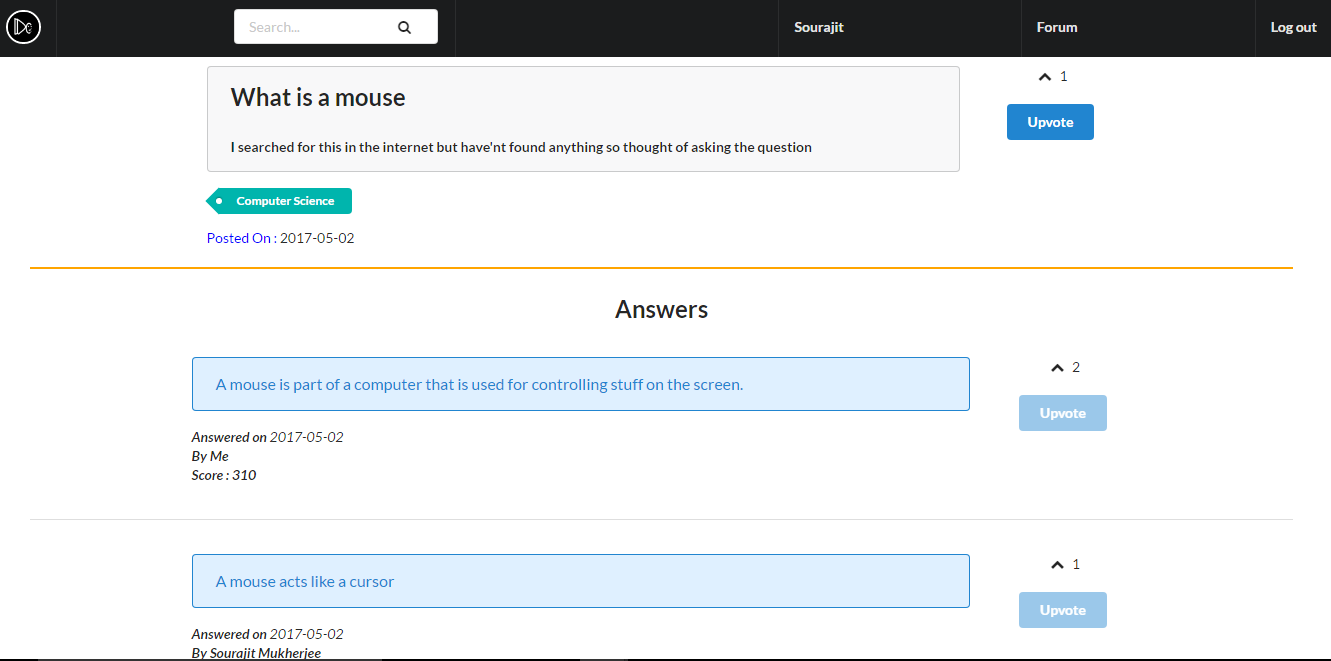 Search...
Sourajit
Forum
Log out
What is a mouse
1
Upvote
I searched for this in the internet but have'nt found anything so thought of asking the question
Computer Science
Posted On : 2017-05-02
Answers
A mouse is part of a computer that is used for controlling stuff on the screen.
2
Upvote
Answered on 2017-05-02
By Me
Score : 310
A mouse acts like a cursor
1
Upvote
Answered on 2017-05-02
By Sourajit Mukherjee